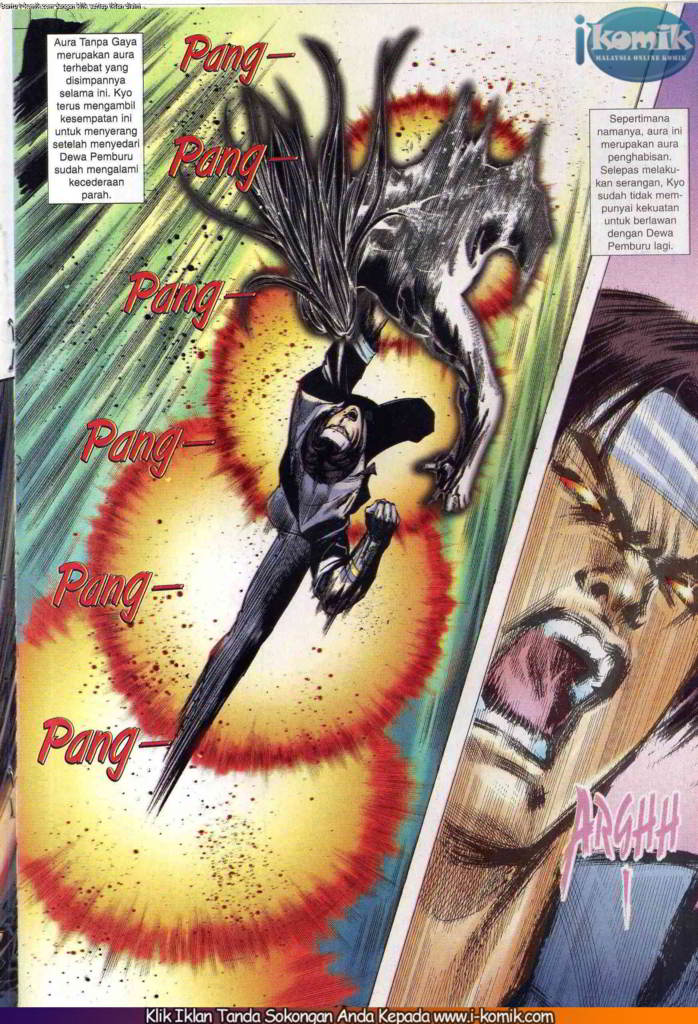 i komik
MALAYSIA ONLINE KOMIK
Aura Tanpa Gaya
merupakan aura
terhebat yang
disimpannya
selama ini. Kyo
terus mengambil
kesempatan ini
untuk menyerang
setelah menyedari
Dewa Pemburu
sudah mengalami
kecederaan
parah.
Pang—
Pang—
Pang—
Pang—
Pang—
Pang—
Sepertimana
namanya, aura ini
merupakan aura
penghabisan.
Selepas melaku-
kan serangan, Kyo
sudah tidak mem-
punyai kekuatan
untuk berlawan
dengan Dewa
Pemburu lagi.
ARGHH
!
Klik Iklan Tanda Sokongan Anda Kepada www.i-komik.com